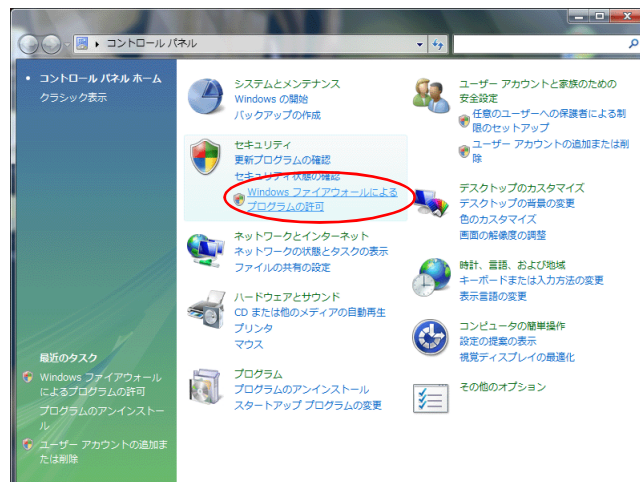 コントロール パネル
コントロール パネル ホーム
クラシック表示
システムとメンテナンス
Windows の開始
バックアップの作成
セキュリティ
更新プログラムの確認
セキュリティ状態の確認
Windows ファイアウォールによる
プログラムの許可
ネットワークとインターネット
ネットワークの状態とタスクの表示
ファイルの共有の設定
ハードウェアとサウンド
CD または他のメディアの自動再生
プリンタ
マウス
プログラム
プログラムのアンインストール
スタートアップ プログラムの変更
ユーザー アカウントと家族のための
安全設定
任意のユーザーへの保護者による制
限のセットアップ
ユーザー アカウントの追加または削
除
デスクトップのカスタマイズ
デスクトップの背景の変更
色のカスタマイズ
画面の解像度の調整
時計、言語、および地域
キーボードまたは入力方法の変更
表示言語の変更
コンピュータの簡単操作
設定の提案の表示
視覚ディスプレイの最適化
その他のオプション
最近のタスク
Windows ファイアウォール
によるプログラムの許可
プログラムのアンインストー
ル
ユーザー アカウントの追加ま
たは削除